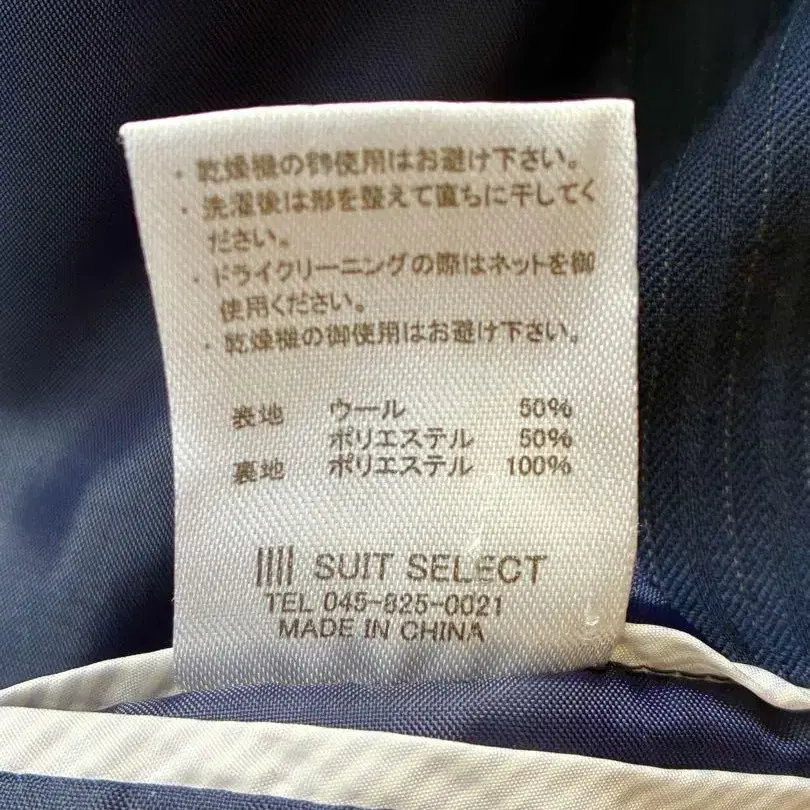 ・乾燥機の御使用はお避け下さい。
・洗濯後は形を整えて直ちに干してく
ださい。
・ドライクリーニングの際はネットを御
使用ください。
・乾燥機の御使用はお避け下さい。
表地 ウール 50%
ポリエステル 50%
裏地 ポリエステル 100%
SUIT SELECT
TEL 045-825-0021
MADE IN CHINA